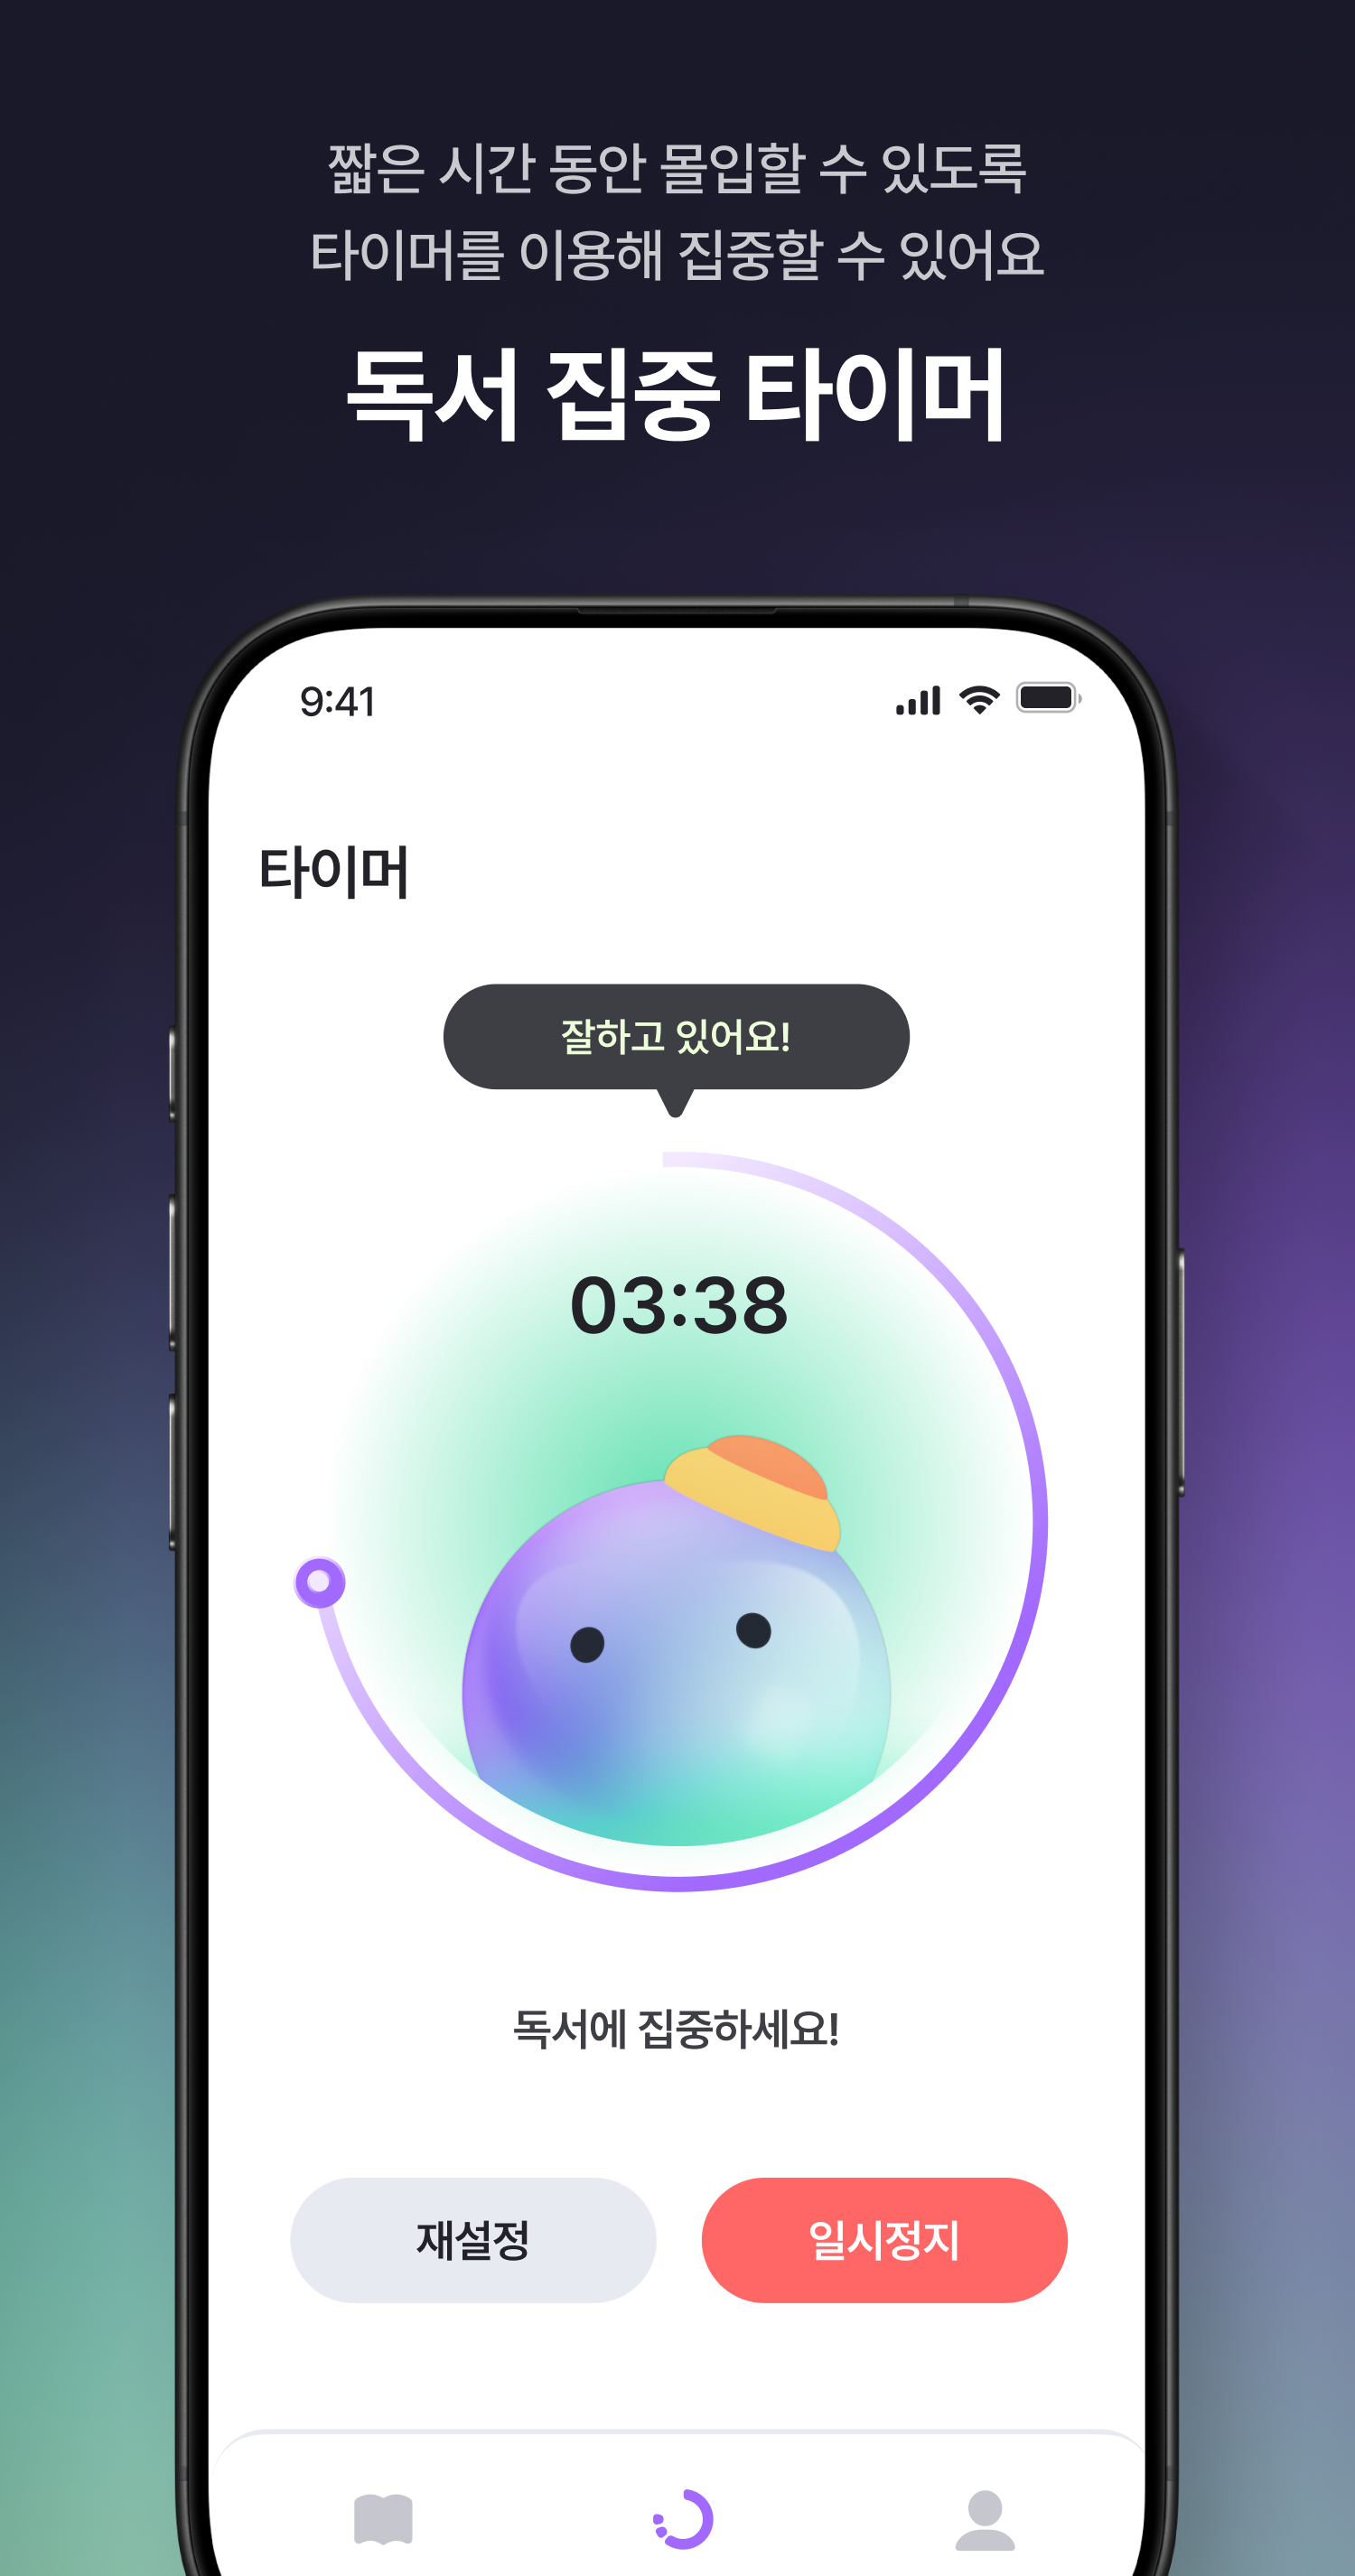 짧은 시간 동안 몰입할 수 있도록
타이머를 이용해 집중할 수 있어요
독서 집중 타이머
9:41
타이머
잘하고 있어요!
03:38
독서에 집중하세요!
재설정
일시정지